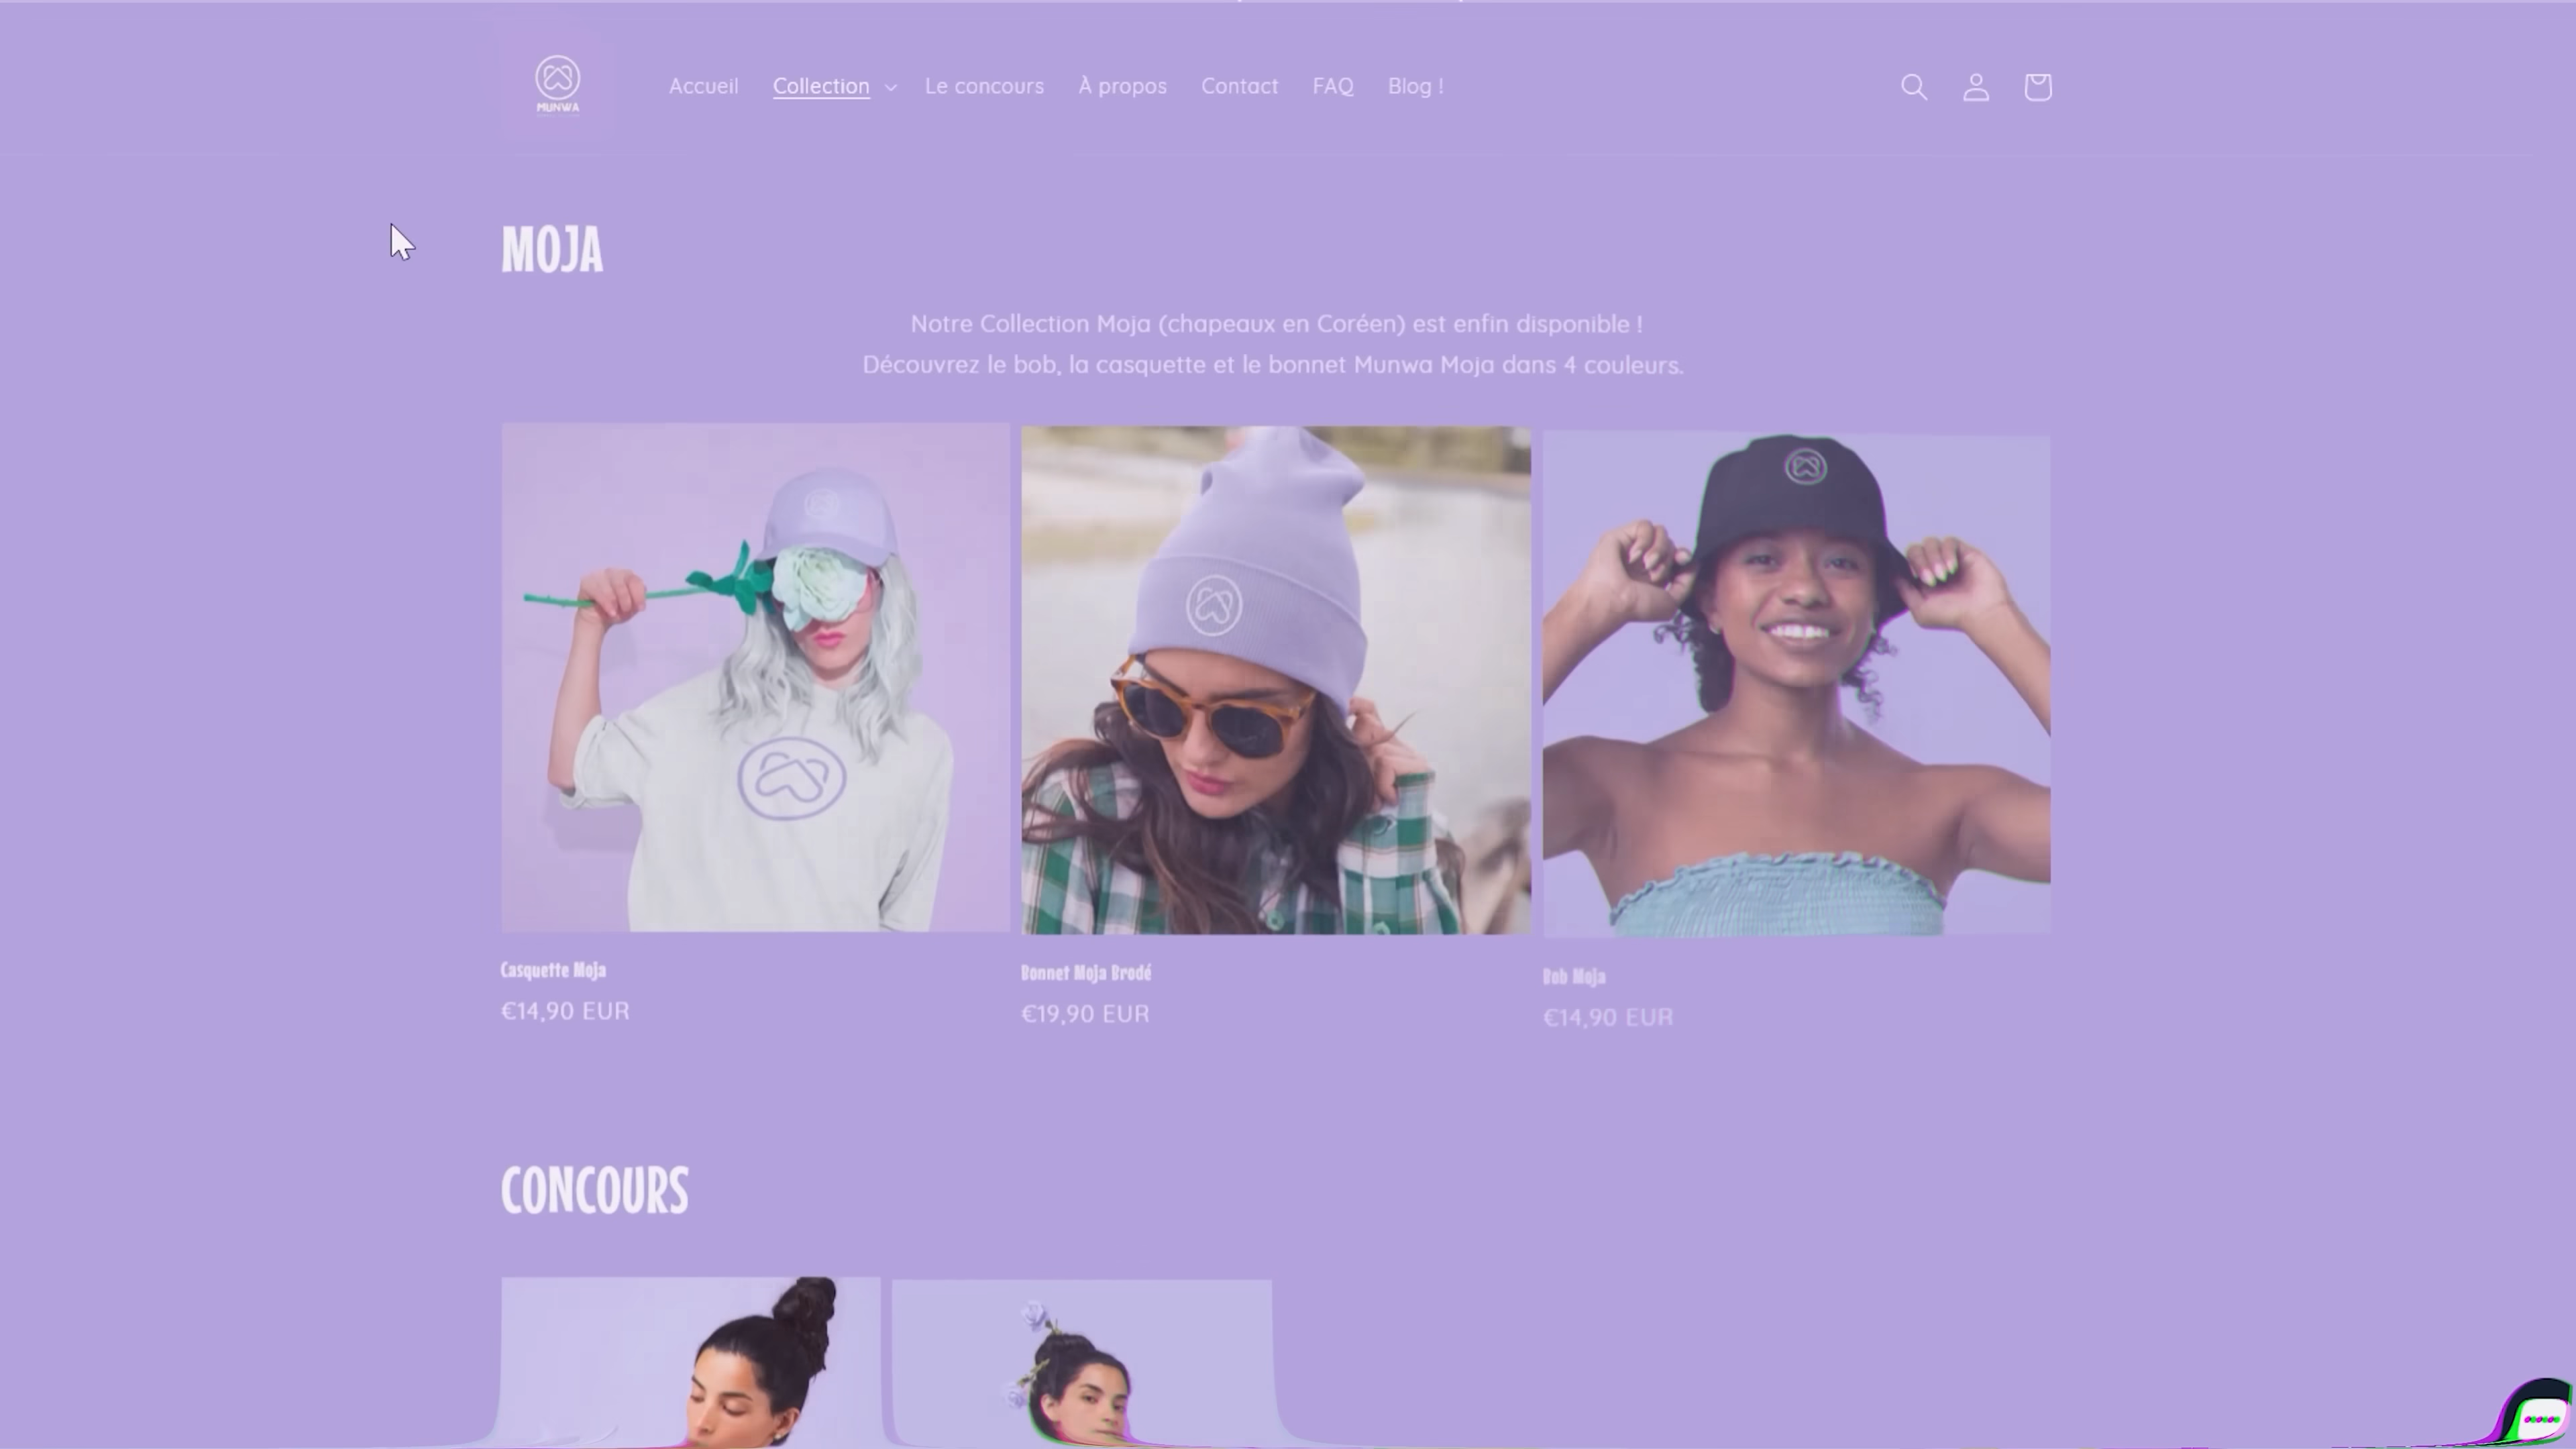 MUNWA
Accueil
Collection
Le concours
À propos
Contact
FAQ
Blog !
MOJA
Notre Collection Moja (chapeaux en Coréen) est enfin disponible !
Découvrez le bob, la casquette et le bonnet Munwa Moja dans 4 couleurs.
Casquette Moja
€14,90 EUR
Bonnet Moja Brodé
€19,90 EUR
Bob Moja
€14,90 EUR
CONCOURS